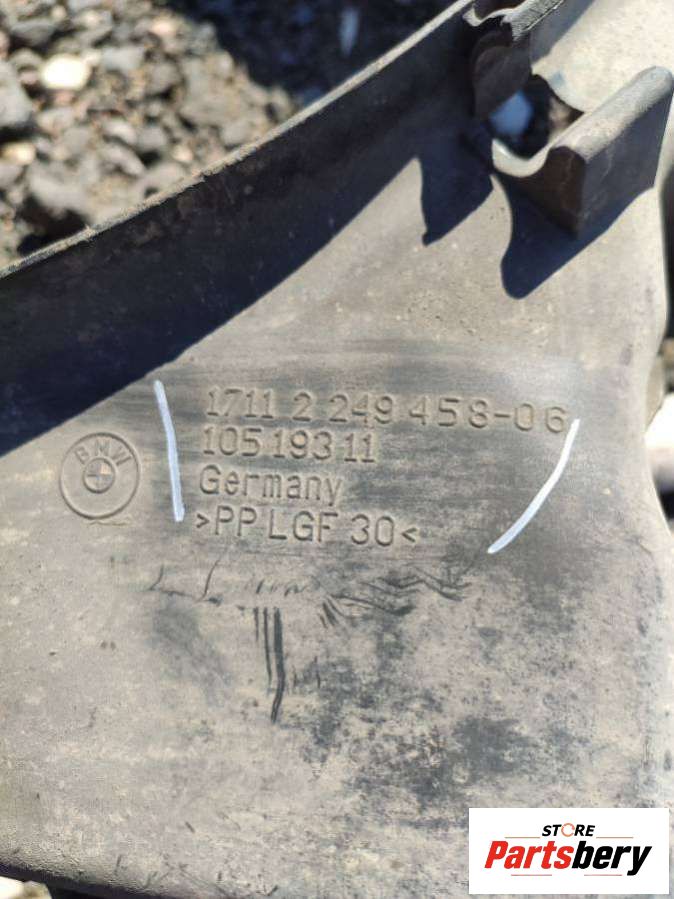 1711 2 249 458-06
105 193 11
Germany
>PP LGF 30<
BMW
STORE
Partsbery